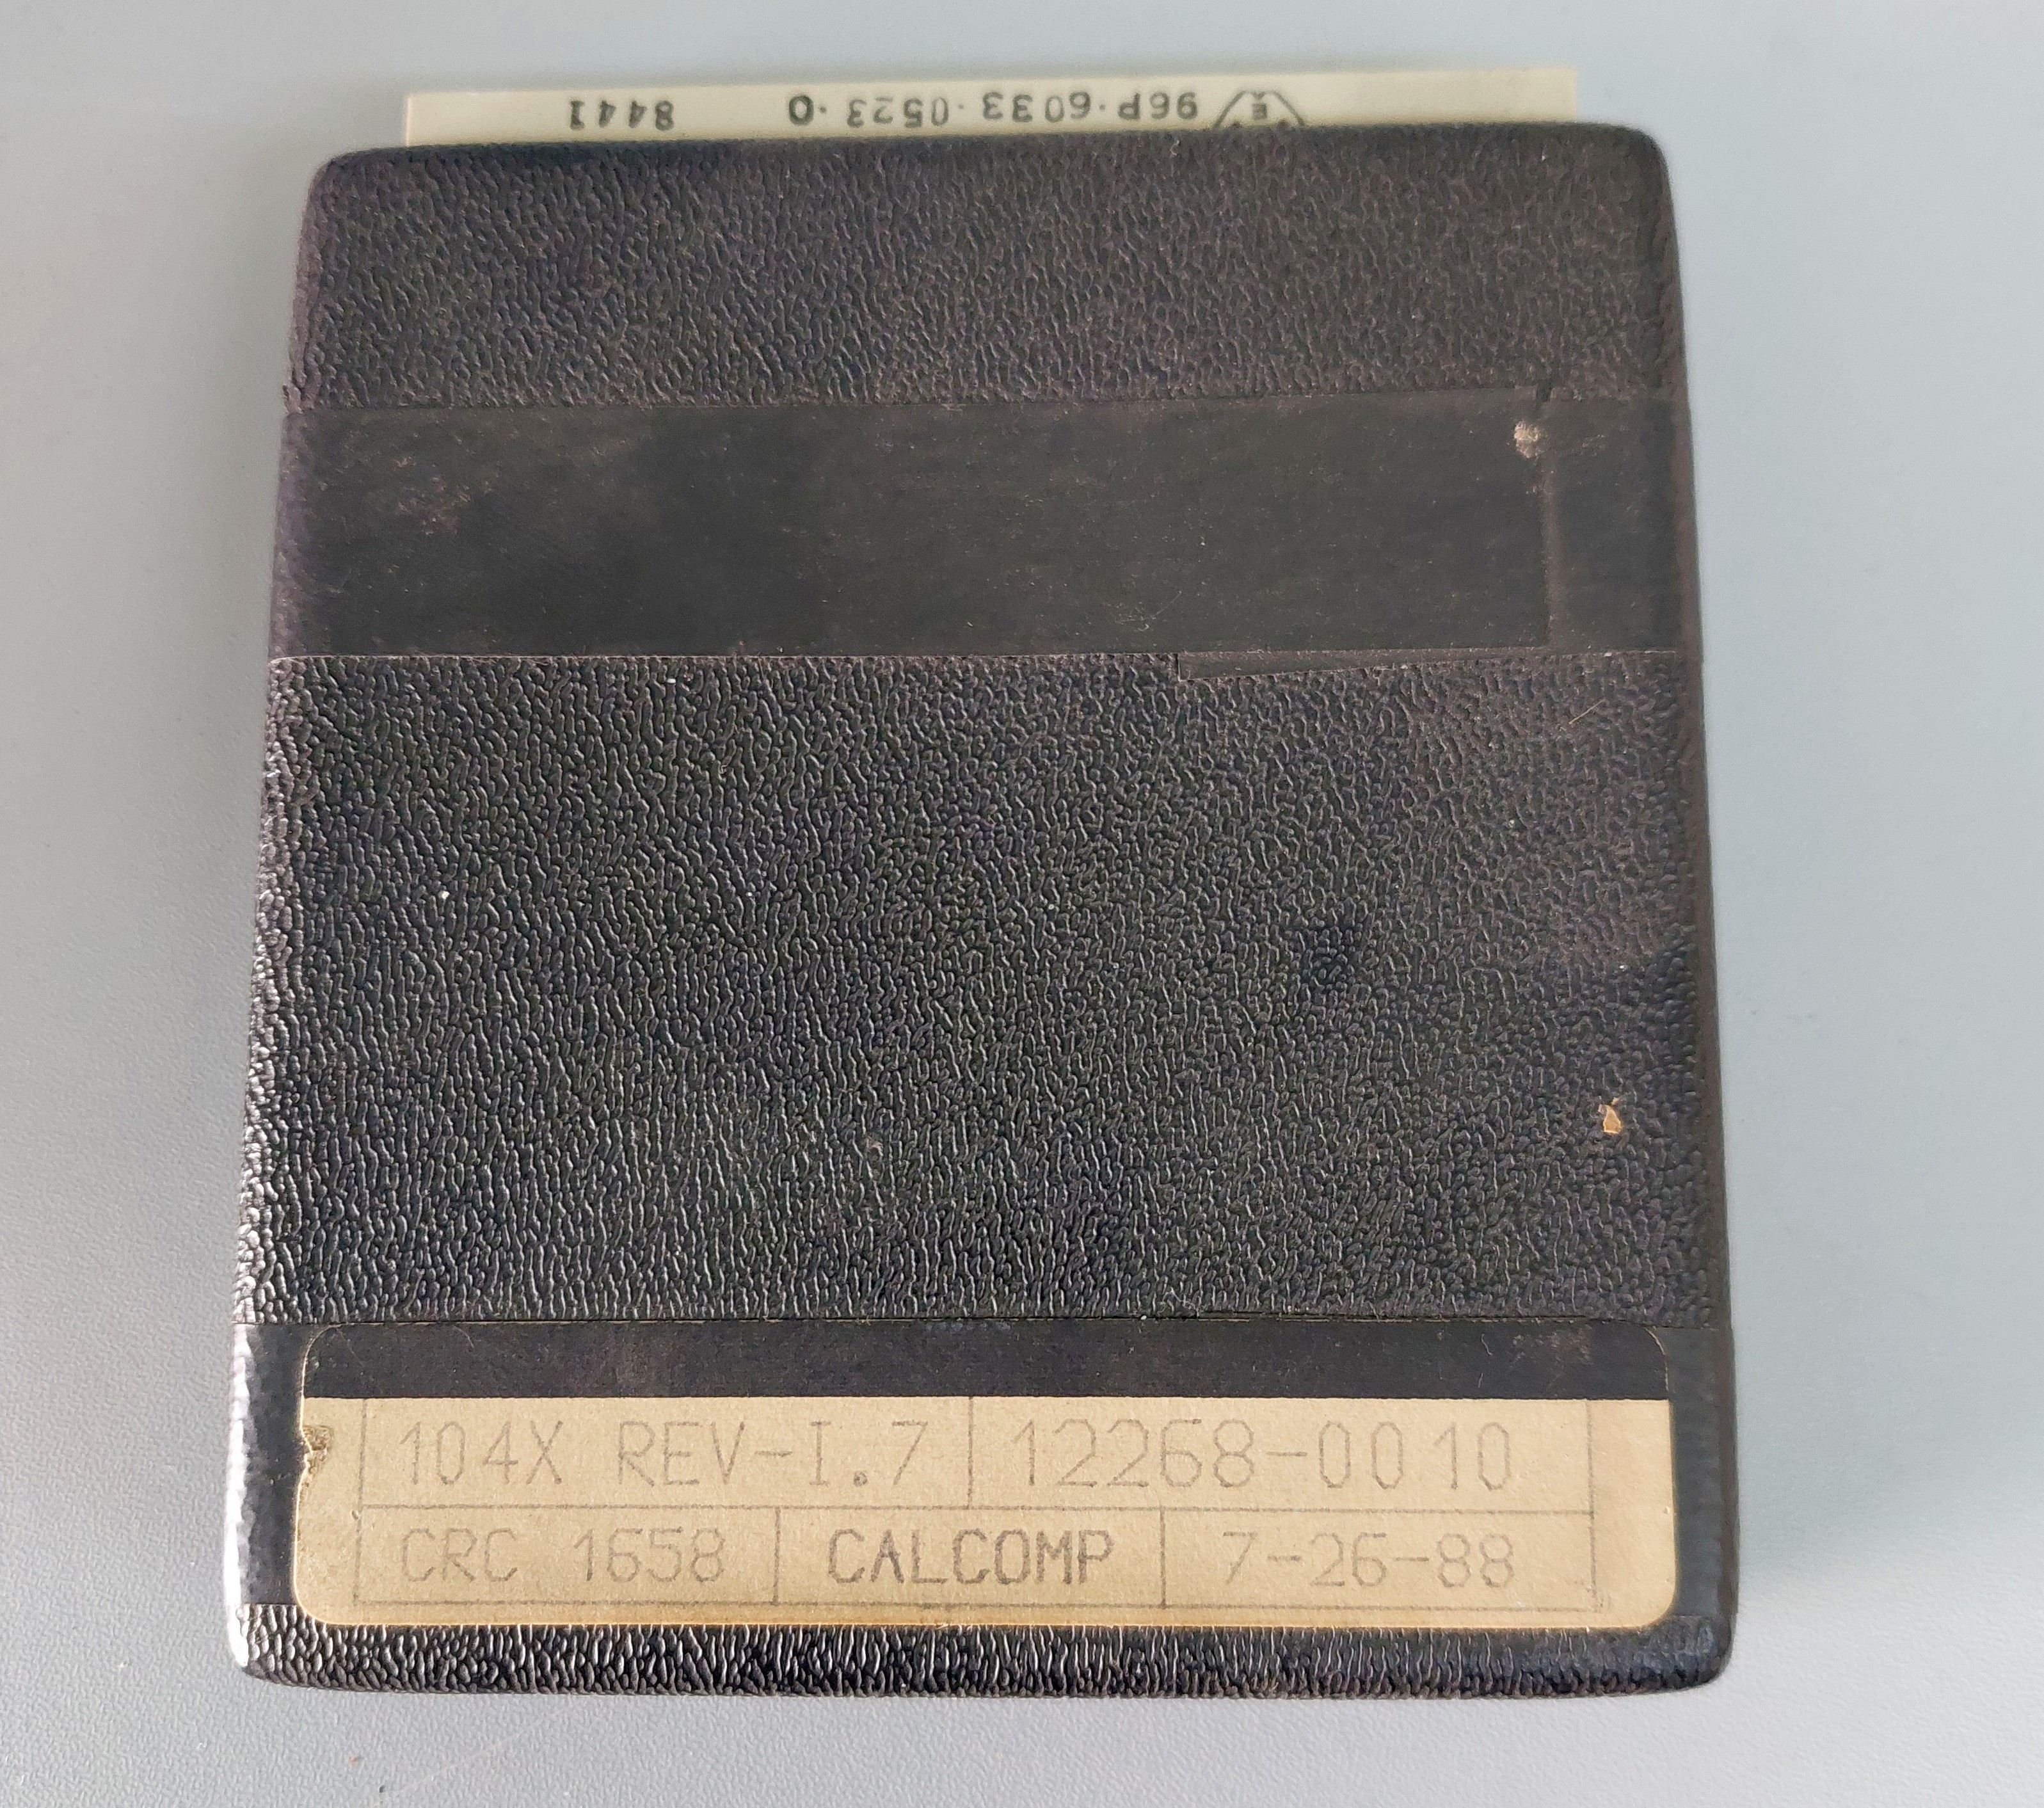 96P·6033·0523·0 8441
104X REV-I.7 12268-0010
CRC 1658 CALCOMP 7-26-88